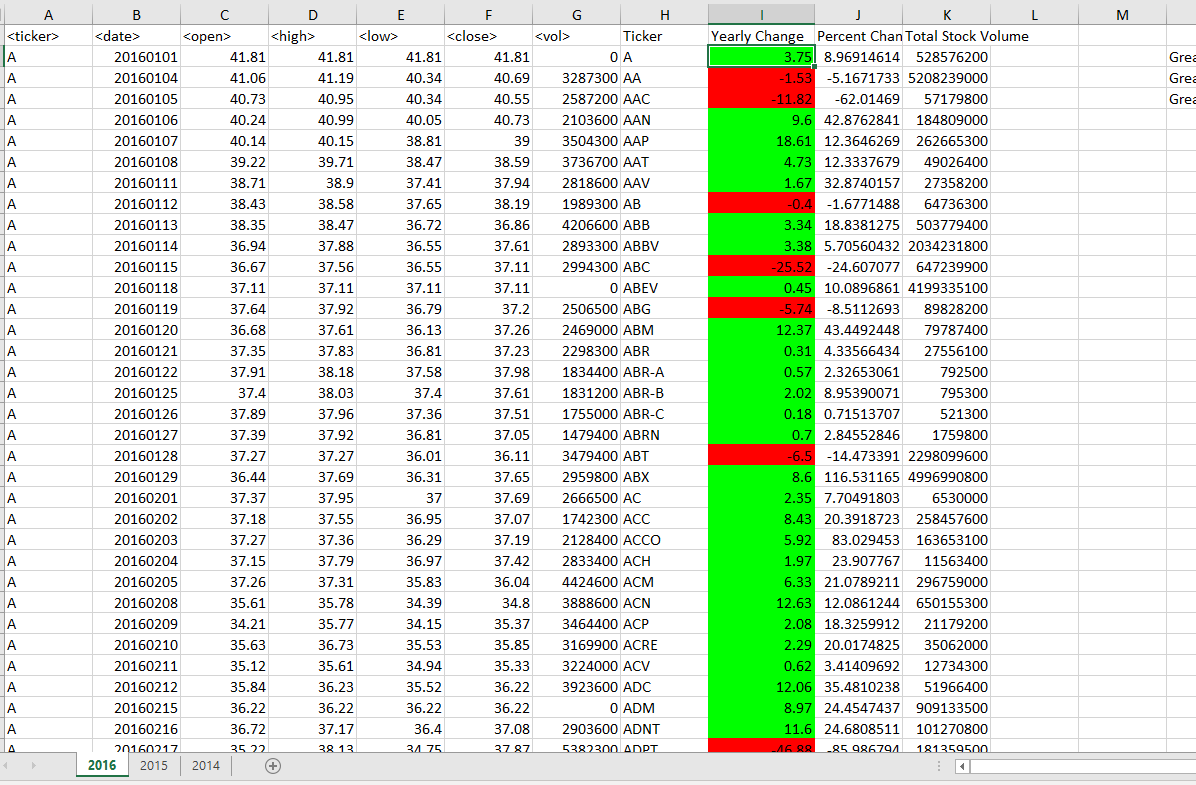 A B C D E F G H I J K L M
<ticker> <date> <open> <high> <low> <close> <vol> Ticker Yearly Change Percent Chan Total Stock Volume
A 20160101 41.81 41.81 41.81 41.81 0 A 3.75 8.96914614 528576200 Grea
A 20160104 41.06 41.19 40.34 40.69 3287300 AA -1.53 -5.1671733 5208239000 Grea
A 20160105 40.73 40.95 40.34 40.55 2587200 AAC -11.82 -62.01469 57179800 Grea
A 20160106 40.24 40.99 40.05 40.73 2103600 AAN 9.6 42.8762841 184809000
A 20160107 40.14 40.15 38.81 39 3504300 AAP 18.61 12.3646269 262665300
A 20160108 39.22 39.71 38.47 38.59 3736700 AAT 4.73 12.3337679 49026400
A 20160111 38.71 38.9 37.41 37.94 2818600 AAV 1.67 32.8740157 27358200
A 20160112 38.43 38.58 37.65 38.19 1989300 AB -0.4 -1.6771488 64736300
A 20160113 38.35 38.47 36.72 36.86 4206600 ABB 3.34 18.8381275 503779400
A 20160114 36.94 37.88 36.55 37.61 2893300 ABBV 3.38 5.70560432 2034231800
A 20160115 36.67 37.56 36.55 37.11 2994300 ABC -25.52 -24.607077 647239900
A 20160118 37.11 37.11 37.11 37.11 0 ABEV 0.45 10.0896861 4199335100
A 20160119 37.64 37.92 36.79 37.2 2506500 ABG -5.74 -8.5112693 89828200
A 20160120 36.68 37.61 36.13 37.26 2469000 ABM 12.37 43.4492448 79787400
A 20160121 37.35 37.83 36.81 37.23 2298300 ABR 0.31 4.33566434 27556100
A 20160122 37.91 38.18 37.58 37.98 1834400 ABR-A 0.57 2.32653061 792500
A 20160125 37.4 38.03 37.4 37.61 1831200 ABR-B 2.02 8.95390071 795300
A 20160126 37.89 37.96 37.36 37.51 1755000 ABR-C 0.18 0.71513707 521300
A 20160127 37.39 37.92 36.81 37.05 1479400 ABRN 0.7 2.84552846 1759800
A 20160128 37.27 37.27 36.01 36.11 3479400 ABT -6.5 -14.473391 2298099600
A 20160129 36.44 37.69 36.31 37.65 2959800 ABX 8.6 116.531165 4996990800
A 20160201 37.37 37.95 37 37.69 2666500 AC 2.35 7.70491803 6530000
A 20160202 37.18 37.55 36.95 37.07 1742300 ACC 8.43 20.3918723 258457600
A 20160203 37.27 37.36 36.29 37.19 2128400 ACCO 5.92 83.029453 163653100
A 20160204 37.15 37.79 36.97 37.42 2833400 ACH 1.97 23.907767 11563400
A 20160205 37.26 37.31 35.83 36.04 4424600 ACM 6.33 21.0789211 296759000
A 20160208 35.61 35.78 34.39 34.8 3888600 ACN 12.63 12.0861244 650155300
A 20160209 34.21 35.77 34.15 35.37 3464400 ACP 2.08 18.3259912 21179200
A 20160210 35.63 36.73 35.53 35.85 3169900 ACRE 2.29 20.0174825 35062000
A 20160211 35.12 35.61 34.94 35.33 3224000 ACV 0.62 3.41409692 12734300
A 20160212 35.84 36.23 35.52 36.22 3923600 ADC 12.06 35.4810238 51966400
A 20160215 36.22 36.22 36.22 36.22 0 ADM 8.97 24.4547437 909133500
A 20160216 36.72 37.17 36.4 37.08 2903600 ADNT 11.6 24.6808511 101270800
A 20160217 35.22 38.13 34.75 37.87 5382300 ADPT -46.88 -85.986794 181359500
2016 2015 2014